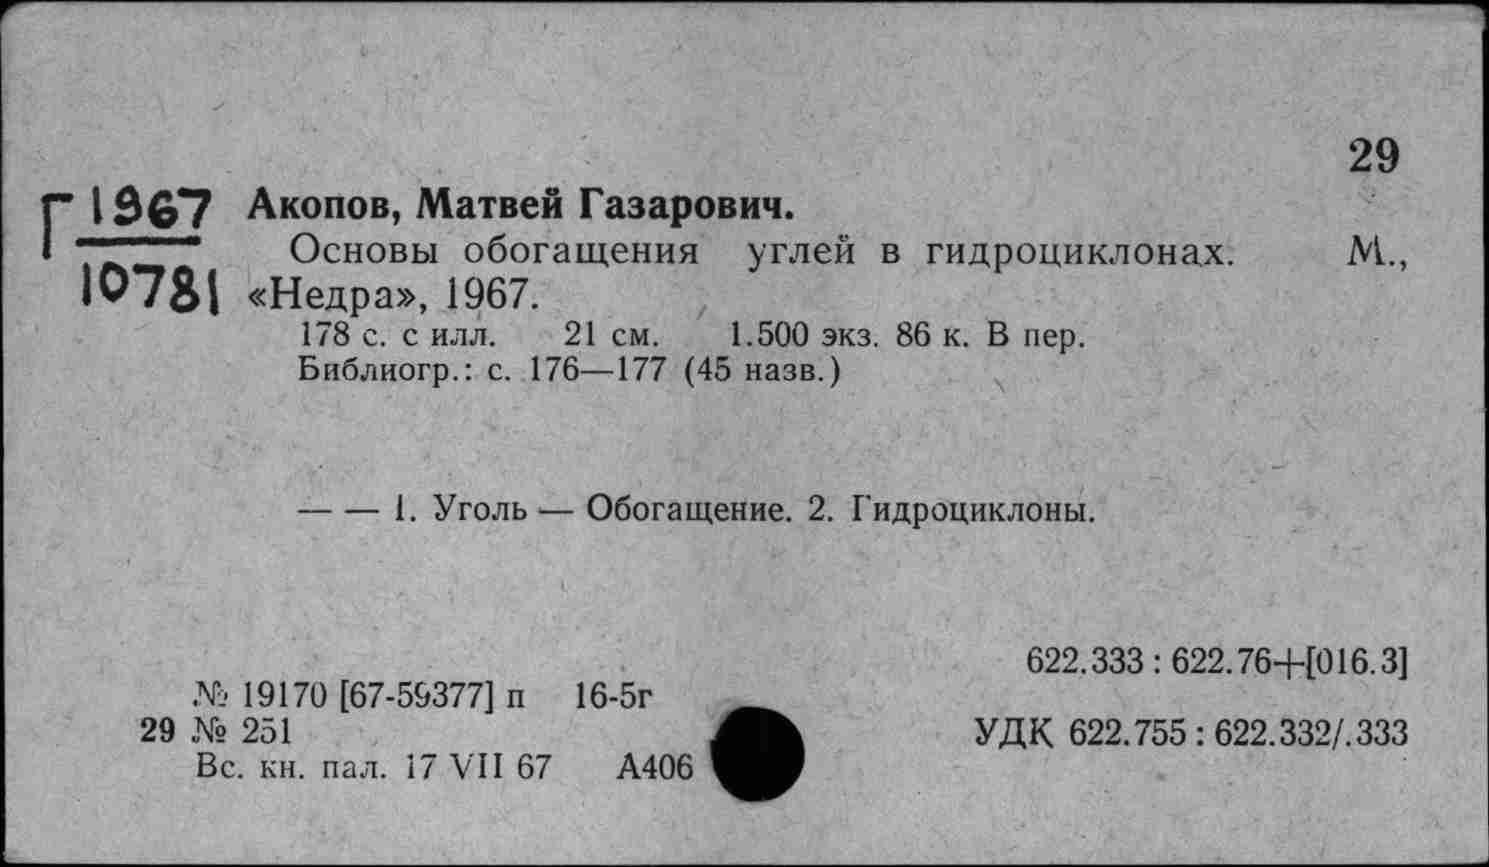 29
Г 1967 Акопов, Матвей Газарович.
Основы обогащения углей в гидроциклонах. М.,
10781 «Недра», 1967.
178 с. с илл. 21 см. 1.500 экз. 86 к. В пер.
Библиогр.: с. 176—177 (45 назв.)
— — 1. Уголь — Обогащение. 2. Гидроциклоны.
622.333 : 622.76+[016.3]
№ 19170 [67-59377] п 16-5г
29 № 251 УДК 622.755 : 622.332/.333
Вс. кн. пал. 17 VII 67 А406